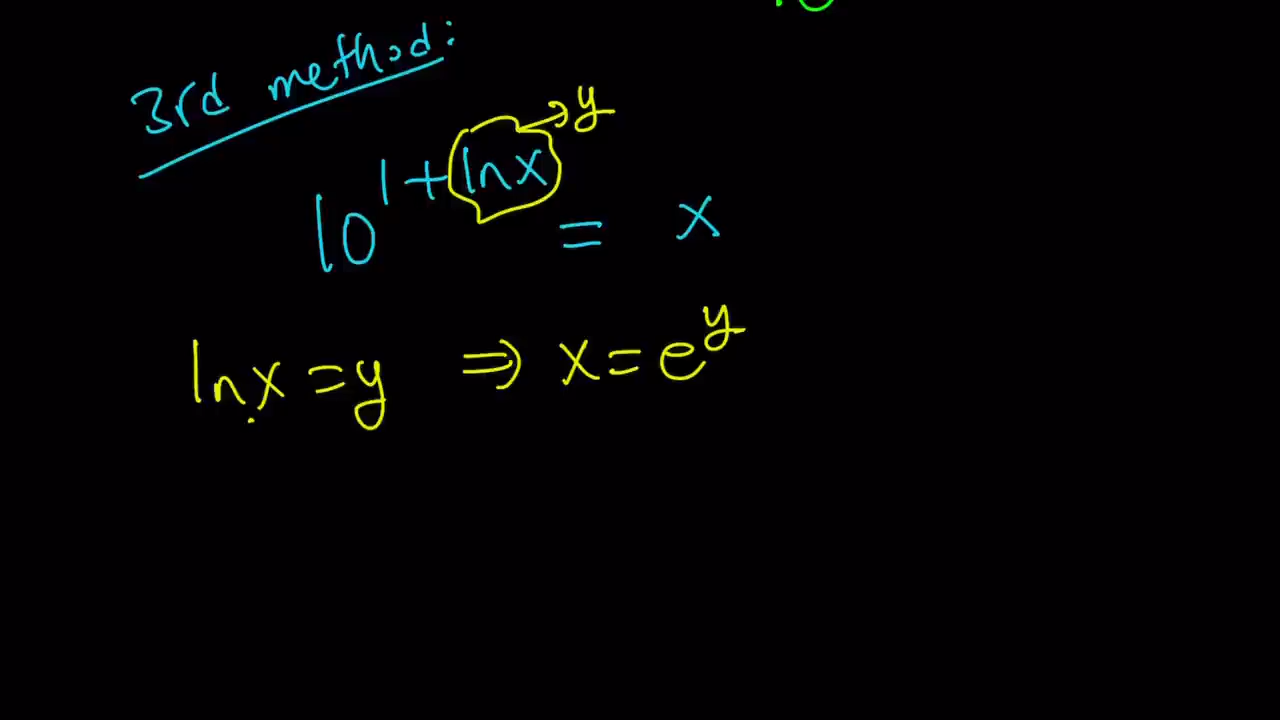 3rd method:
10^{1+ln x} = x → y
ln x = y ⇒ x = e^y